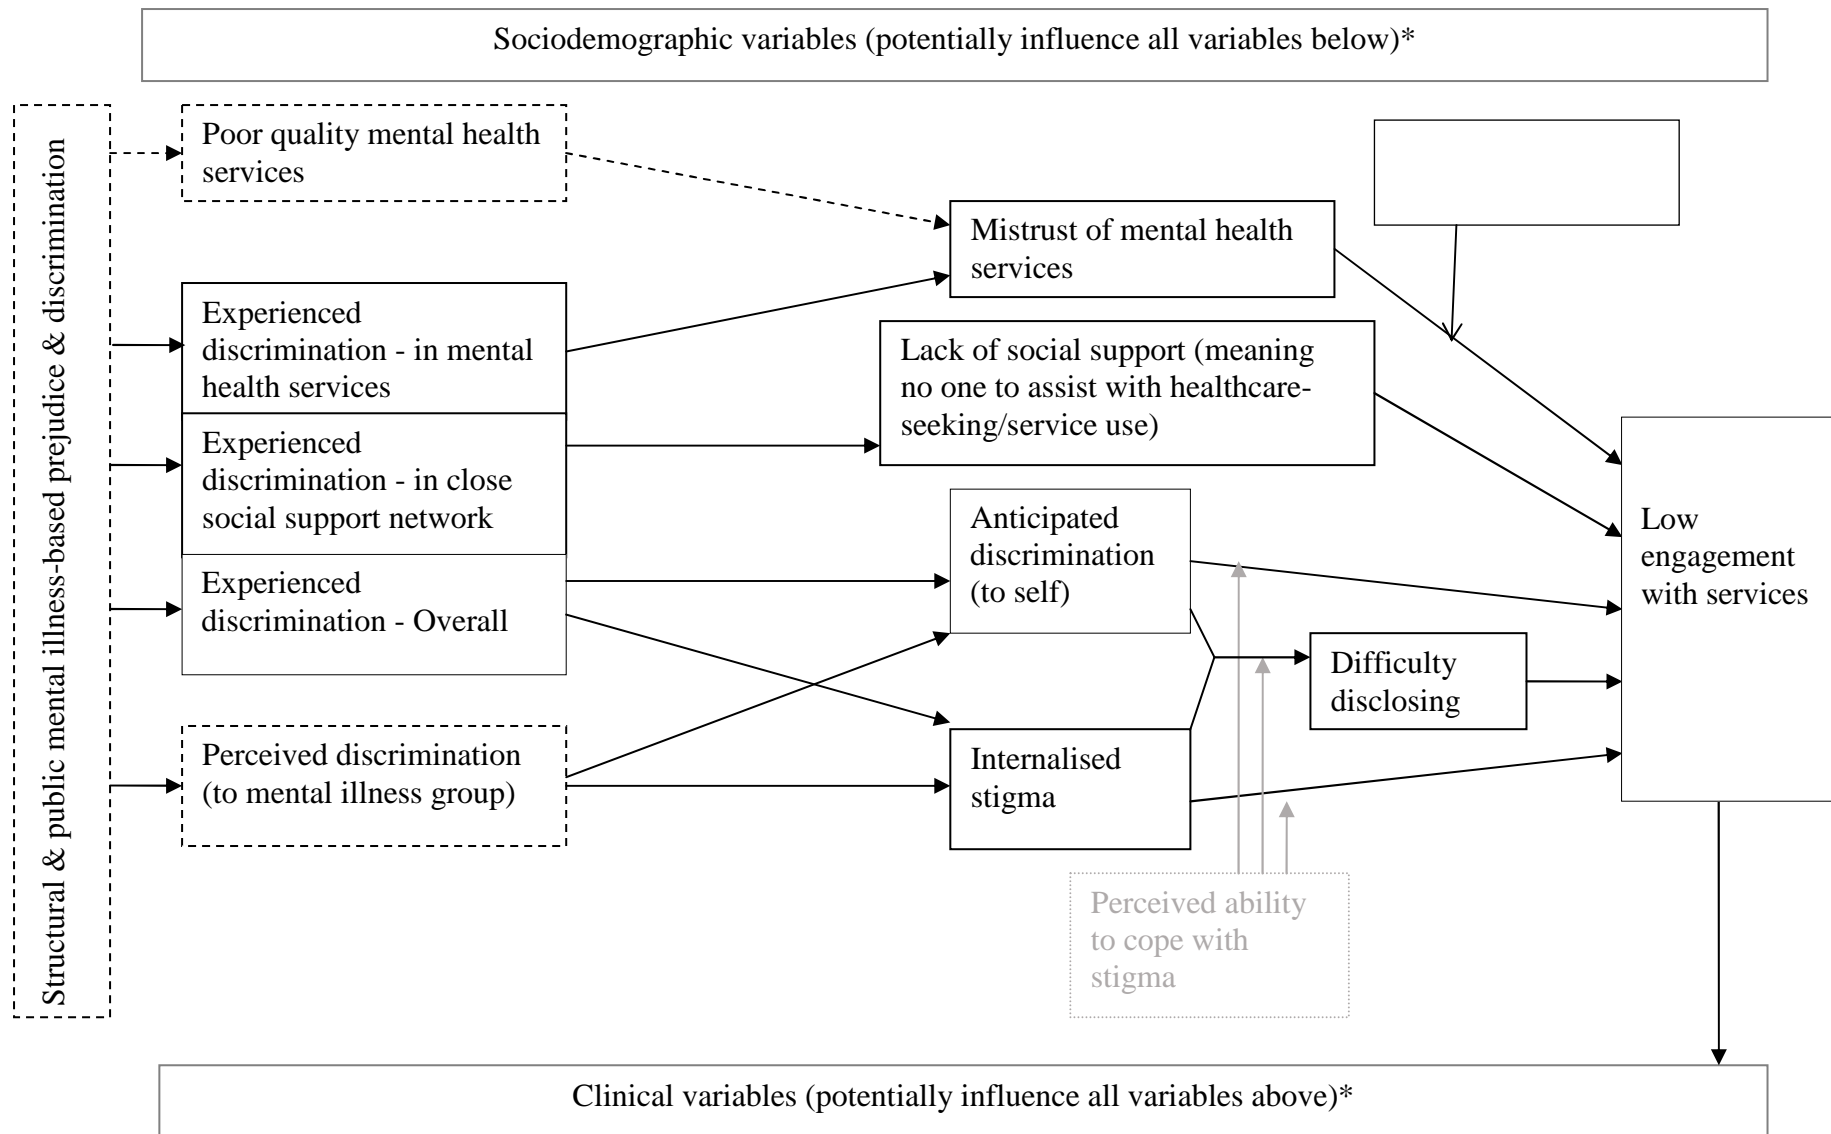 Sociodemographic variables (potentially influence all variables below)*
Structural & public mental illness-based prejudice & discrimination
Poor quality mental health
services
Mistrust of mental health
services
Experienced
discrimination - in mental
health services
Lack of social support (meaning
no one to assist with healthcare-
seeking/service use)
Experienced
discrimination - in close
social support network
Anticipated
discrimination
(to self)
Low
engagement
with services
Experienced
discrimination - Overall
Difficulty
disclosing
Perceived discrimination
(to mental illness group)
Internalised
stigma
Perceived ability
to cope with
stigma
Clinical variables (potentially influence all variables above)*